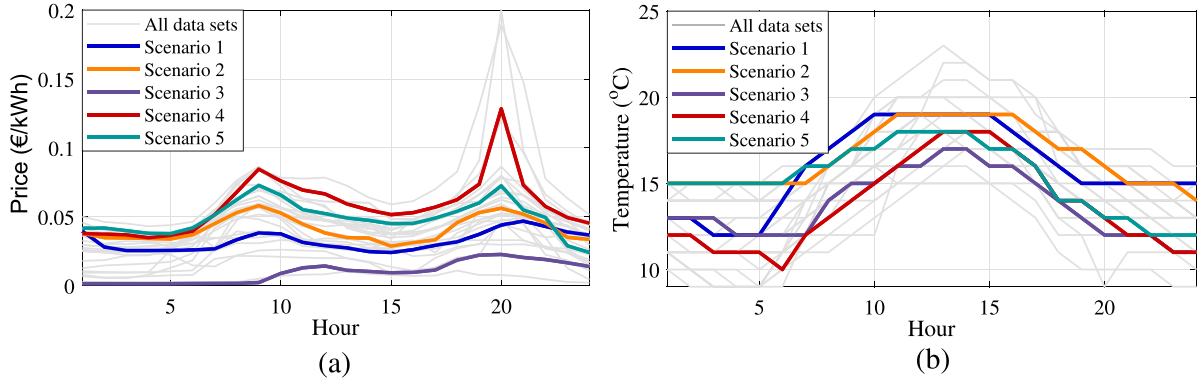 0.2
0.15
0.1
0.05
0
Price (€/kWh)
All data sets
Scenario 1
Scenario 2
Scenario 3
Scenario 4
Scenario 5
5 10 15 20
Hour
(a)
25
20
15
10
Temperature (ºC)
All data sets
Scenario 1
Scenario 2
Scenario 3
Scenario 4
Scenario 5
5 10 15 20
Hour
(b)